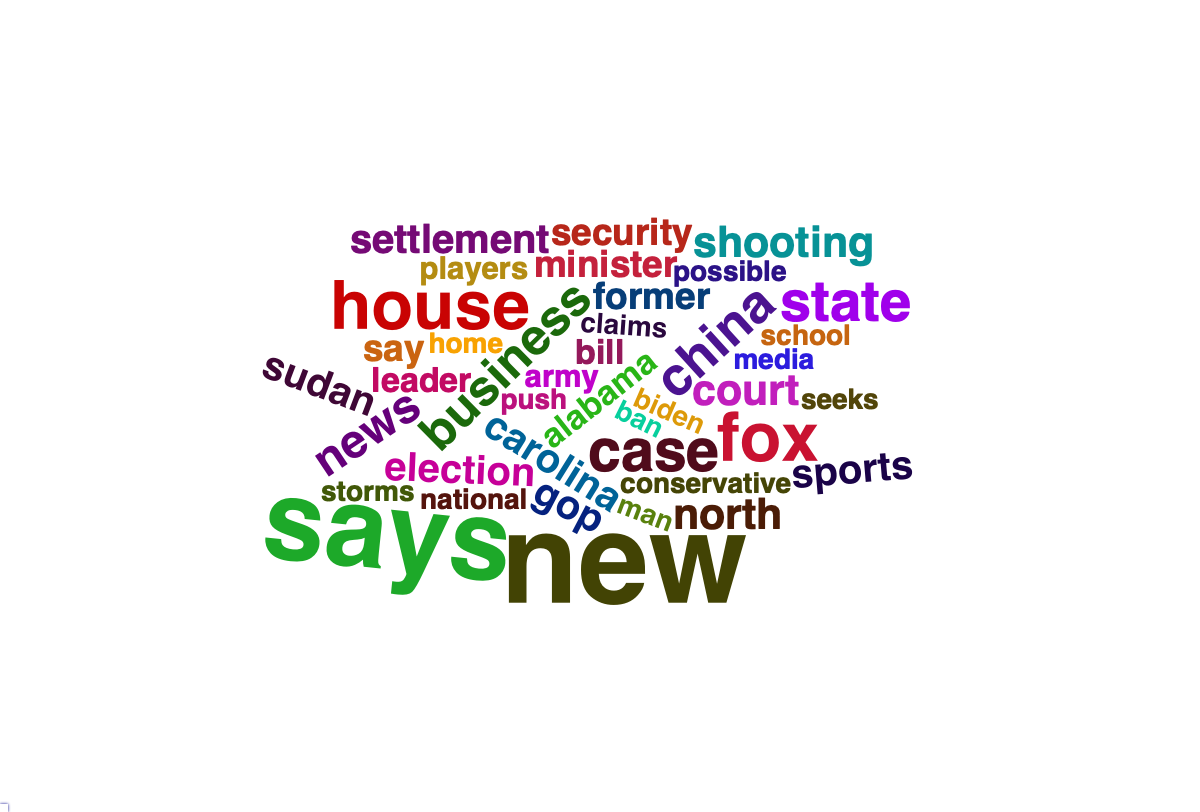 settlement
security
shooting
players
minister
possible
house
business
former
china
state
claims
school
say
home
bill
media
sudan
leader
army
alabama
court
seeks
push
biden
ban
news
carolina
case
fox
election
conservative
sports
storms
national
gop
man
north
says
new